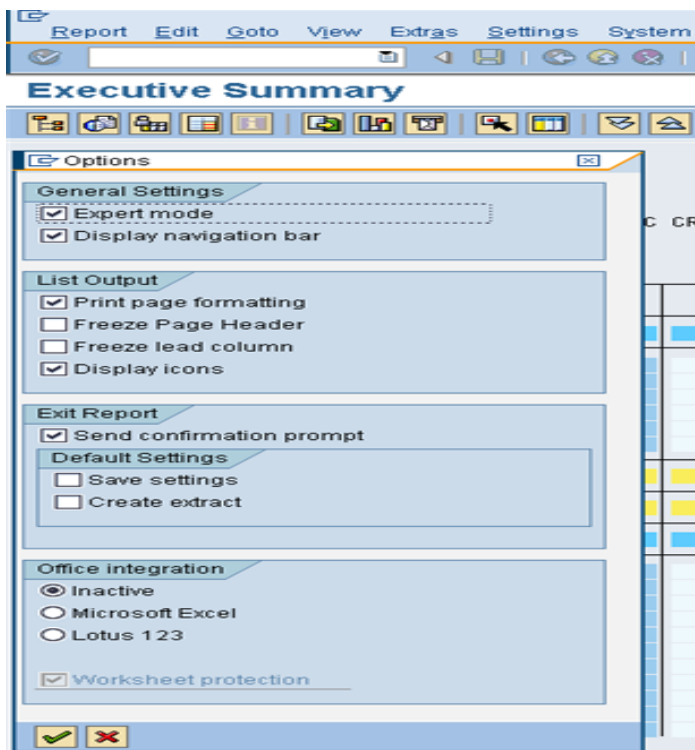 Report Edit Goto View Extras Settings System
Executive Summary
Options
General Settings
Expert mode
Display navigation bar
C CR
List Output
Print page formatting
Freeze Page Header
Freeze lead column
Display icons
Exit Report
Send confirmation prompt
Default Settings
Save settings
Create extract
Office integration
Inactive
Microsoft Excel
Lotus 123
Worksheet protection